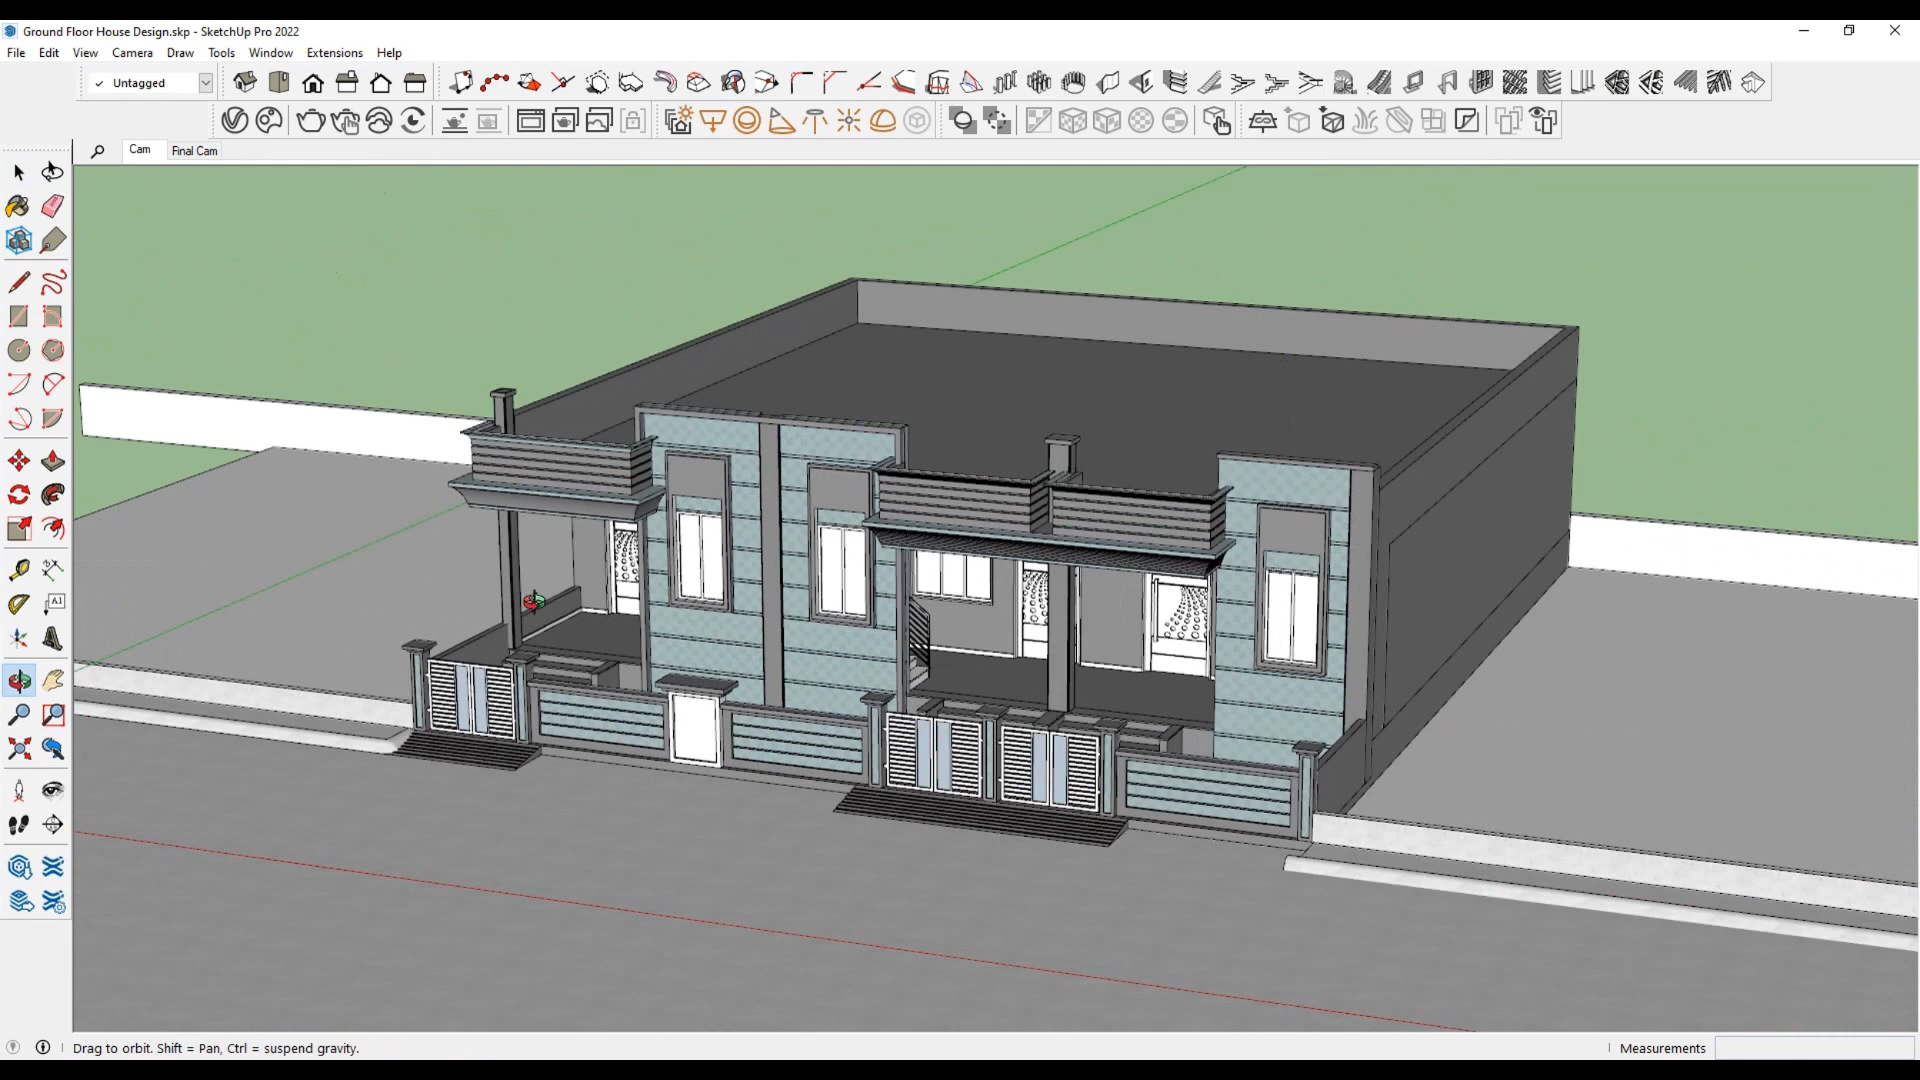 Ground Floor House Design.skp - SketchUp Pro 2022
File Edit View Camera Draw Tools Window Extensions Help
Untagged
Cam Final Cam
A1
Drag to orbit. Shift = Pan, Ctrl = suspend gravity.
Measurements